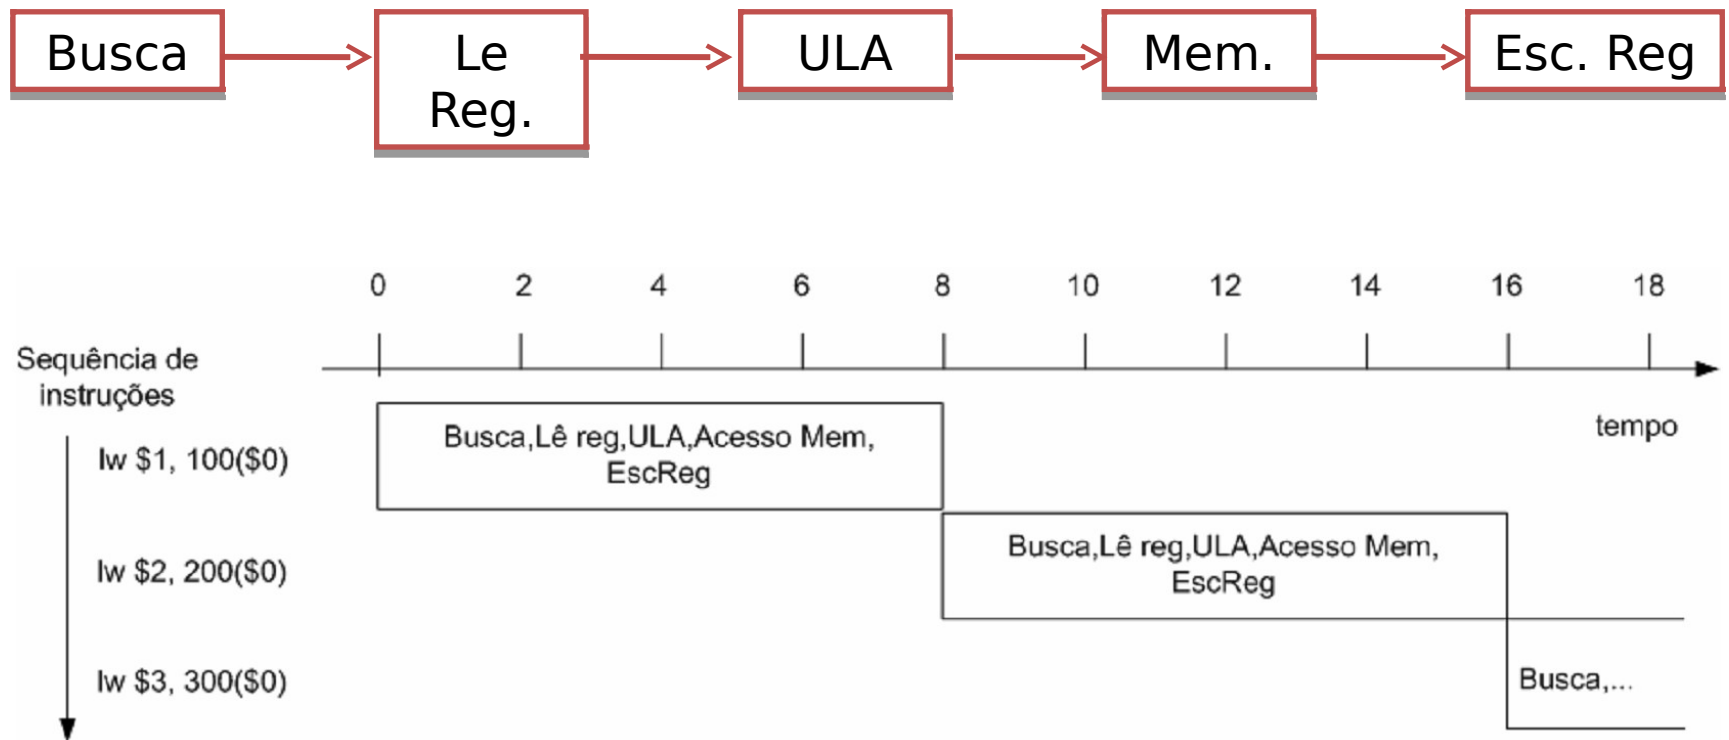 Busca
Le
Reg.
ULA
Mem.
Esc. Reg
0 2 4 6 8 10 12 14 16 18
Sequência de
instruções
tempo
lw $1, 100($0)
Busca,Lê reg,ULA,Acesso Mem,
EscReg
lw $2, 200($0)
Busca,Lê reg,ULA,Acesso Mem,
EscReg
lw $3, 300($0)
Busca,...